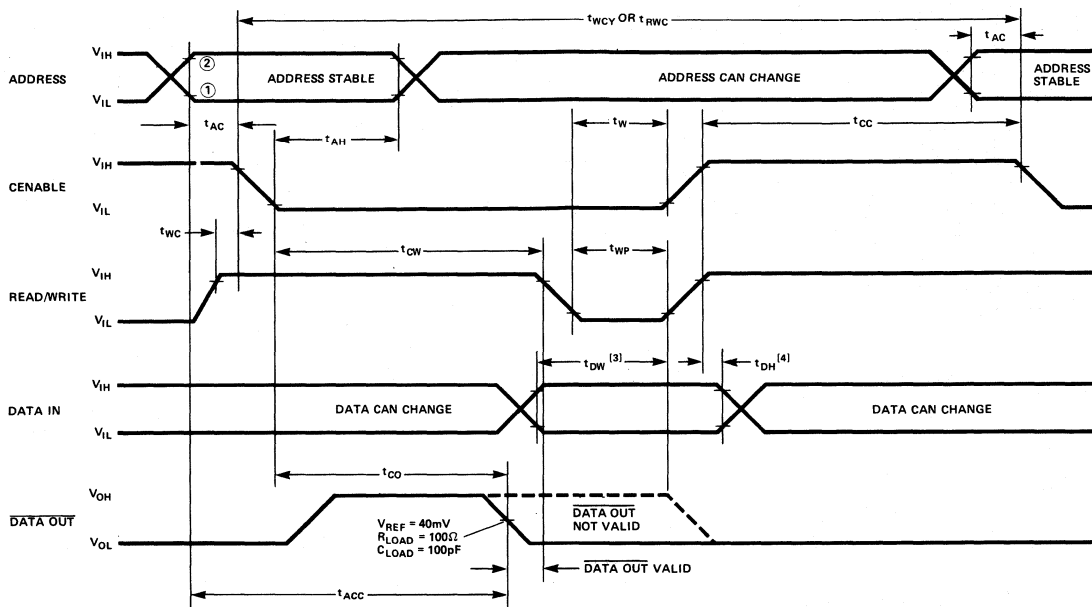 tWCY OR tRWC
tAC
ADDRESS
VIH
VIL
②
①
ADDRESS STABLE
ADDRESS CAN CHANGE
ADDRESS
STABLE
tAC
tAH
tW
tCC
CENABLE
VIH
VIL
tWC
tCW
tWP
READ/WRITE
VIH
VIL
tDW [3]
tDH [4]
DATA IN
VIH
VIL
DATA CAN CHANGE
DATA CAN CHANGE
tCO
DATA OUT
VOH
VOL
VREF = 40mV
RLOAD = 100Ω
CLOAD = 100pF
DATA OUT
NOT VALID
DATA OUT VALID
tACC